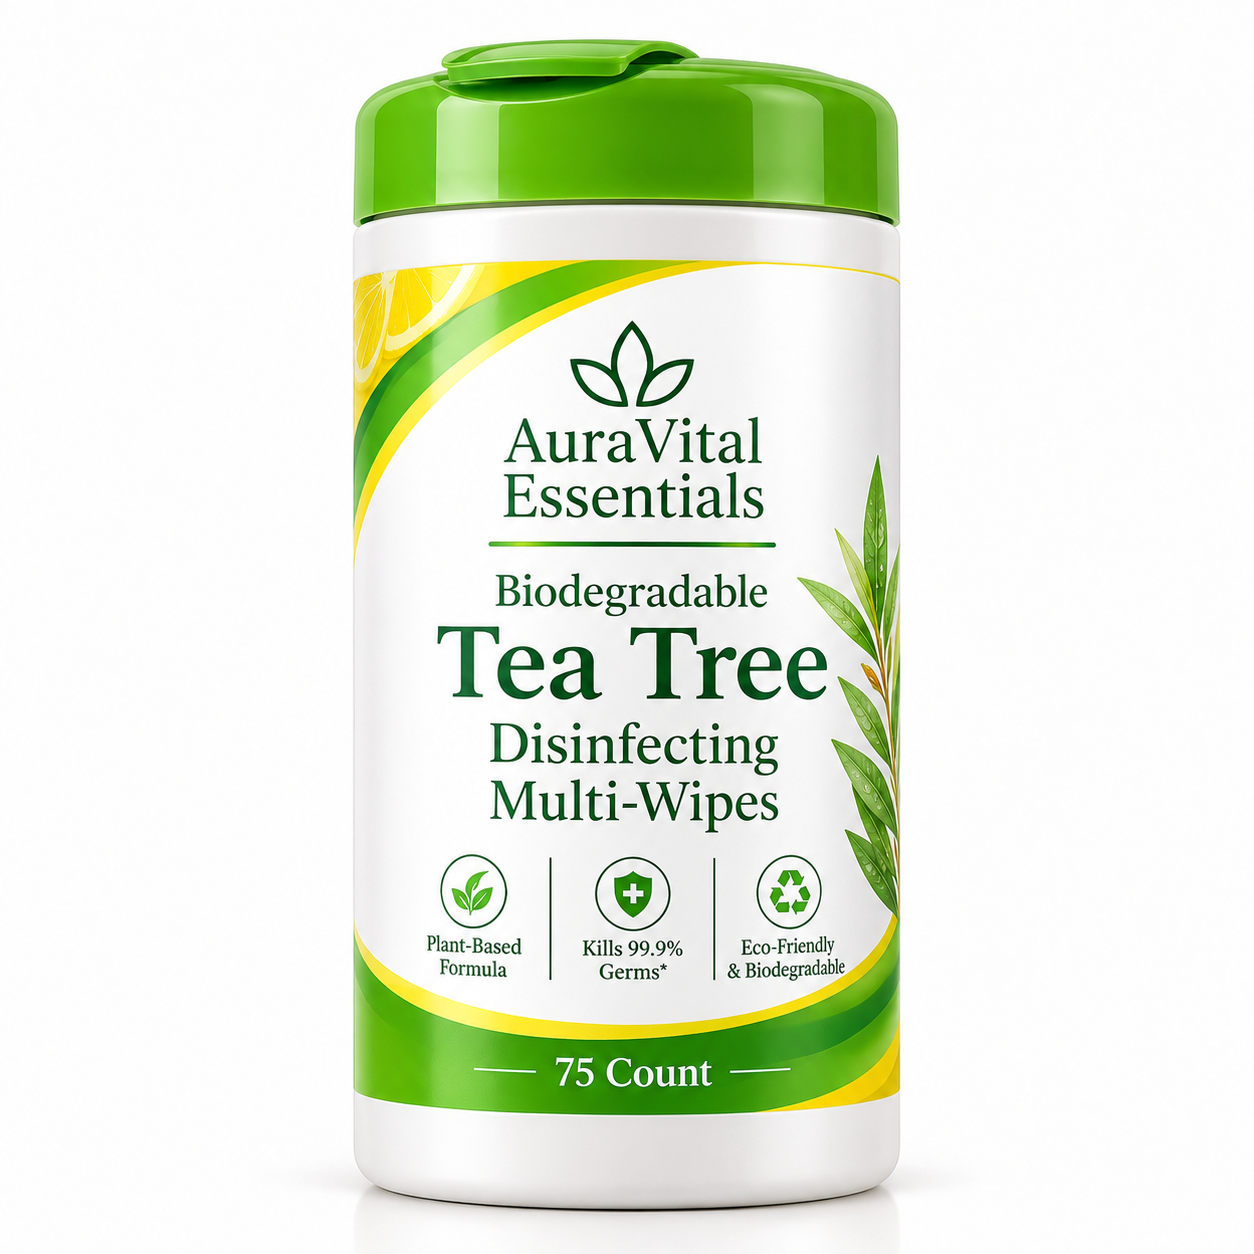 AuraVital
Essentials
Biodegradable
Tea Tree
Disinfecting
Multi-Wipes
Plant-Based
Formula
Kills 99.9%
Germs*
Eco-Friendly
& Biodegradable
75 Count